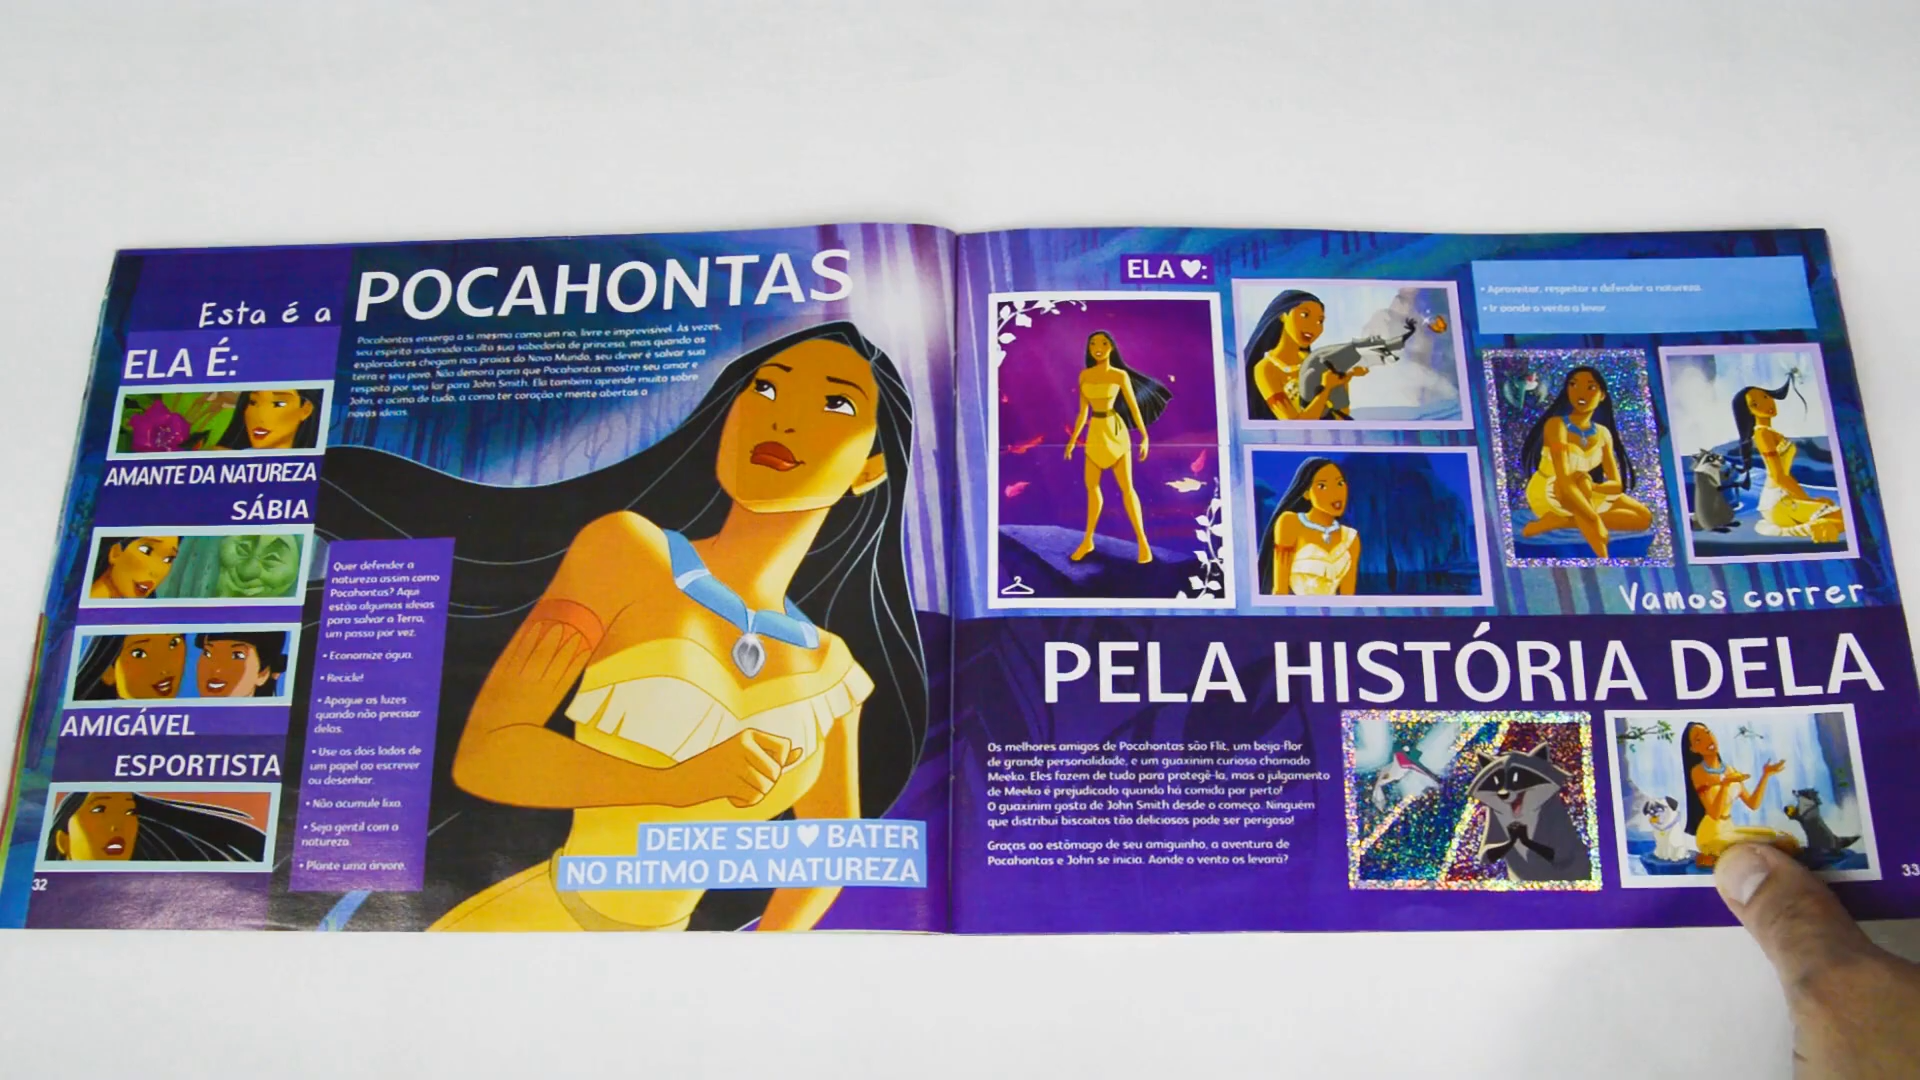 Esta é a
POCAHONTAS
Pocahontas enxerga a si mesma como um rio, livre e imprevisível. Às vezes,
seu espírito indomado oculta sua sabedoria de princesa, mas quando os
exploradores chegam nas praias do Novo Mundo, seu dever é salvar sua
terra e seu povo. Não demora para que Pocahontas mostre seu amor e
respeito por seu lar para John Smith. Ela também aprende muito sobre
John, e acima de tudo, a como ter coração e mente abertos a
novas ideias.
ELA É:
AMANTE DA NATUREZA
SÁBIA
AMIGÁVEL
ESPORTISTA
Quer defender a
natureza assim como
Pocahontas? Aqui
estão algumas ideias
para salvar a Terra,
um passo por vez.
• Economize água.
• Recicle!
• Apague as luzes
quando não precisar
delas.
• Use os dois lados de
um papel ao escrever
ou desenhar.
• Não acumule lixo.
• Seja gentil com a
natureza.
• Plante uma árvore.
DEIXE SEU ♥ BATER
NO RITMO DA NATUREZA
32
ELA ♥:
• Aproveitar, respeitar e defender a natureza.
• Ir aonde o vento a levar.
Vamos correr
PELA HISTÓRIA DELA
Os melhores amigos de Pocahontas são Flit, um beija-flor
de grande personalidade, e um guaxinim curioso chamado
Meeko. Eles fazem de tudo para protegê-la, mas o julgamento
de Meeko é prejudicado quando há comida por perto!
O guaxinim gosta de John Smith desde o começo. Ninguém
que distribui biscoitos tão deliciosos pode ser perigoso!
Graças ao estômago de seu amiguinho, a aventura de
Pocahontas e John se inicia. Aonde o vento os levará?
33